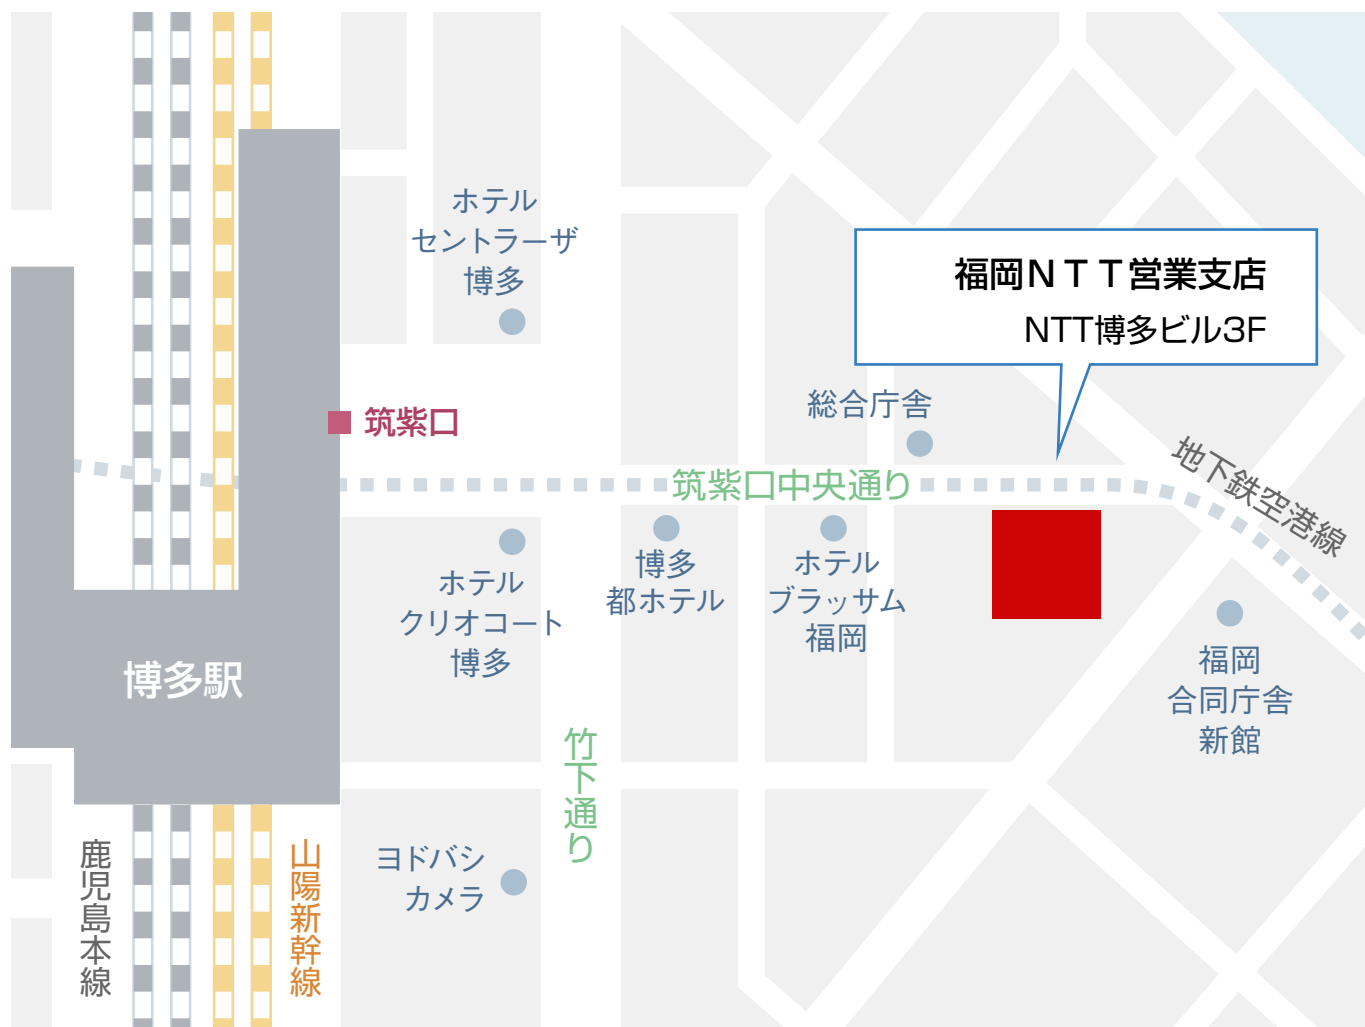 ホテル
セントラーザ
博多
福岡NTT営業支店
NTT博多ビル3F
総合庁舎
筑紫口
地下鉄空港線
筑紫口中央通り
ホテル
クリオコート
博多
博多
都ホテル
ホテル
ブラッサム
福岡
福岡
合同庁舎
新館
博多駅
竹下通り
ヨドバシ
カメラ
鹿児島本線
山陽新幹線